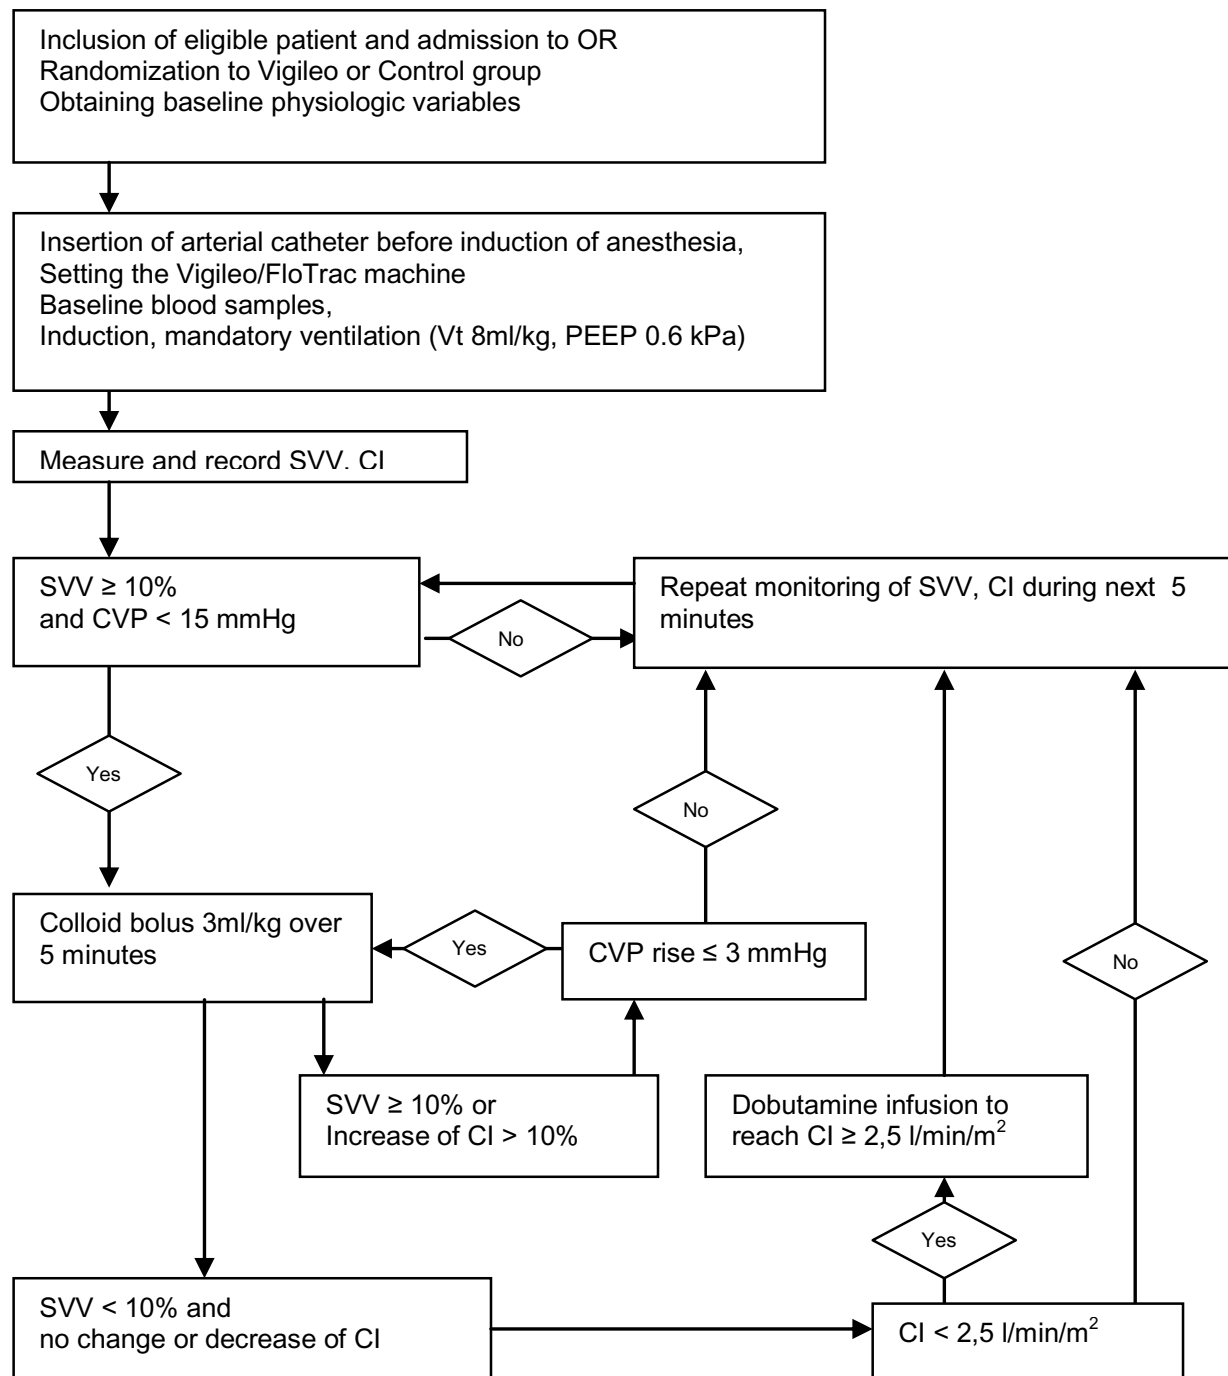 Inclusion of eligible patient and admission to OR
Randomization to Vigileo or Control group
Obtaining baseline physiologic variables
Insertion of arterial catheter before induction of anesthesia,
Setting the Vigileo/FloTrac machine
Baseline blood samples,
Induction, mandatory ventilation (Vt 8ml/kg, PEEP 0.6 kPa)
Measure and record SVV, CI
SVV ≥ 10%
and CVP < 15 mmHg
No
Repeat monitoring of SVV, CI during next 5
minutes
Yes
No
Colloid bolus 3ml/kg over
5 minutes
Yes
CVP rise ≤ 3 mmHg
No
SVV ≥ 10% or
Increase of CI > 10%
Dobutamine infusion to
reach CI ≥ 2,5 l/min/m²
Yes
SVV < 10% and
no change or decrease of CI
CI < 2,5 l/min/m²